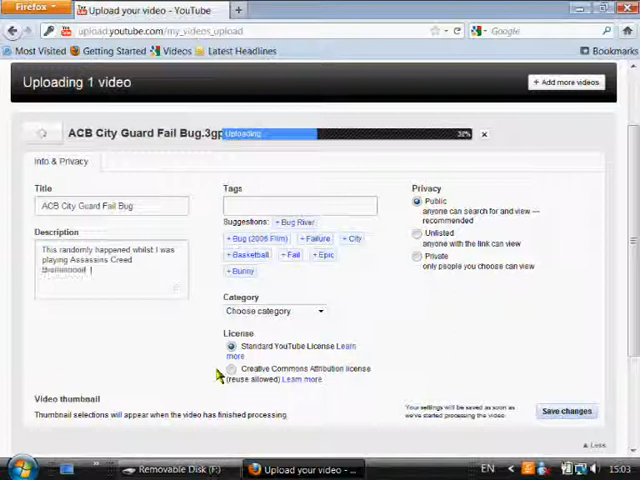 Firefox
Upload your video - YouTube
upload.youtube.com/my_videos_upload
Google
Most Visited
Getting Started
Videos
Latest Headlines
Bookmarks
Uploading 1 video
+ Add more videos
ACB City Guard Fail Bug.3gp
Uploading...
Info & Privacy
Title
ACB City Guard Fail Bug
Description
This randomly happened whilst I was
playing Assassins Creed
Brotherhood
Tags
Suggestions: + Bug River
+ Bug (2006 Film) + Failure + City
+ Basketball + Fail + Epic
+ Bunny
Category
Choose category
License
Standard YouTube License Learn
more
Creative Commons Attribution license
(reuse allowed) Learn more
Privacy
Public
anyone can search for and view —
recommended
Unlisted
anyone with the link can view
Private
only people you choose can view
Video thumbnail
Thumbnail selections will appear when the video has finished processing
Your settings will be saved as soon as
we've started processing the video.
Save changes
Less
Removable Disk (F:)
Upload your video - ...
EN
15:03